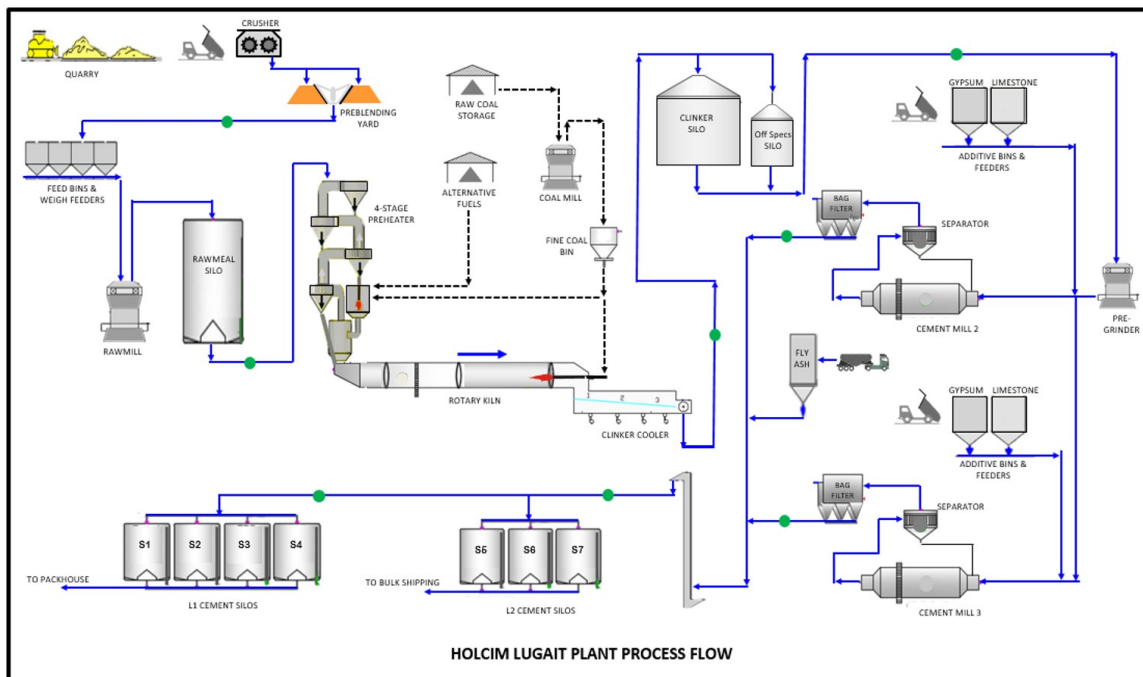 CRUSHER
QUARRY
PREBLENDING
YARD
FEED BINS &
WEIGH FEEDERS
RAWMILL
RAWMEAL
SILO
4-STAGE
PREHEATER
RAW COAL
STORAGE
ALTERNATIVE
FUELS
COAL MILL
FINE COAL
BIN
ROTARY KILN
1 2 3
CLINKER COOLER
CLINKER
SILO
Off Specs
SILO
GYPSUM LIMESTONE
ADDITIVE BINS &
FEEDERS
BAG
FILTER
SEPARATOR
CEMENT MILL 2
PRE-
GRINDER
FLY
ASH
GYPSUM LIMESTONE
ADDITIVE BINS &
FEEDERS
BAG
FILTER
SEPARATOR
CEMENT MILL 3
S1 S2 S3 S4
TO PACKHOUSE
L1 CEMENT SILOS
S5 S6 S7
TO BULK SHIPPING
L2 CEMENT SILOS
HOLCIM LUGAIT PLANT PROCESS FLOW